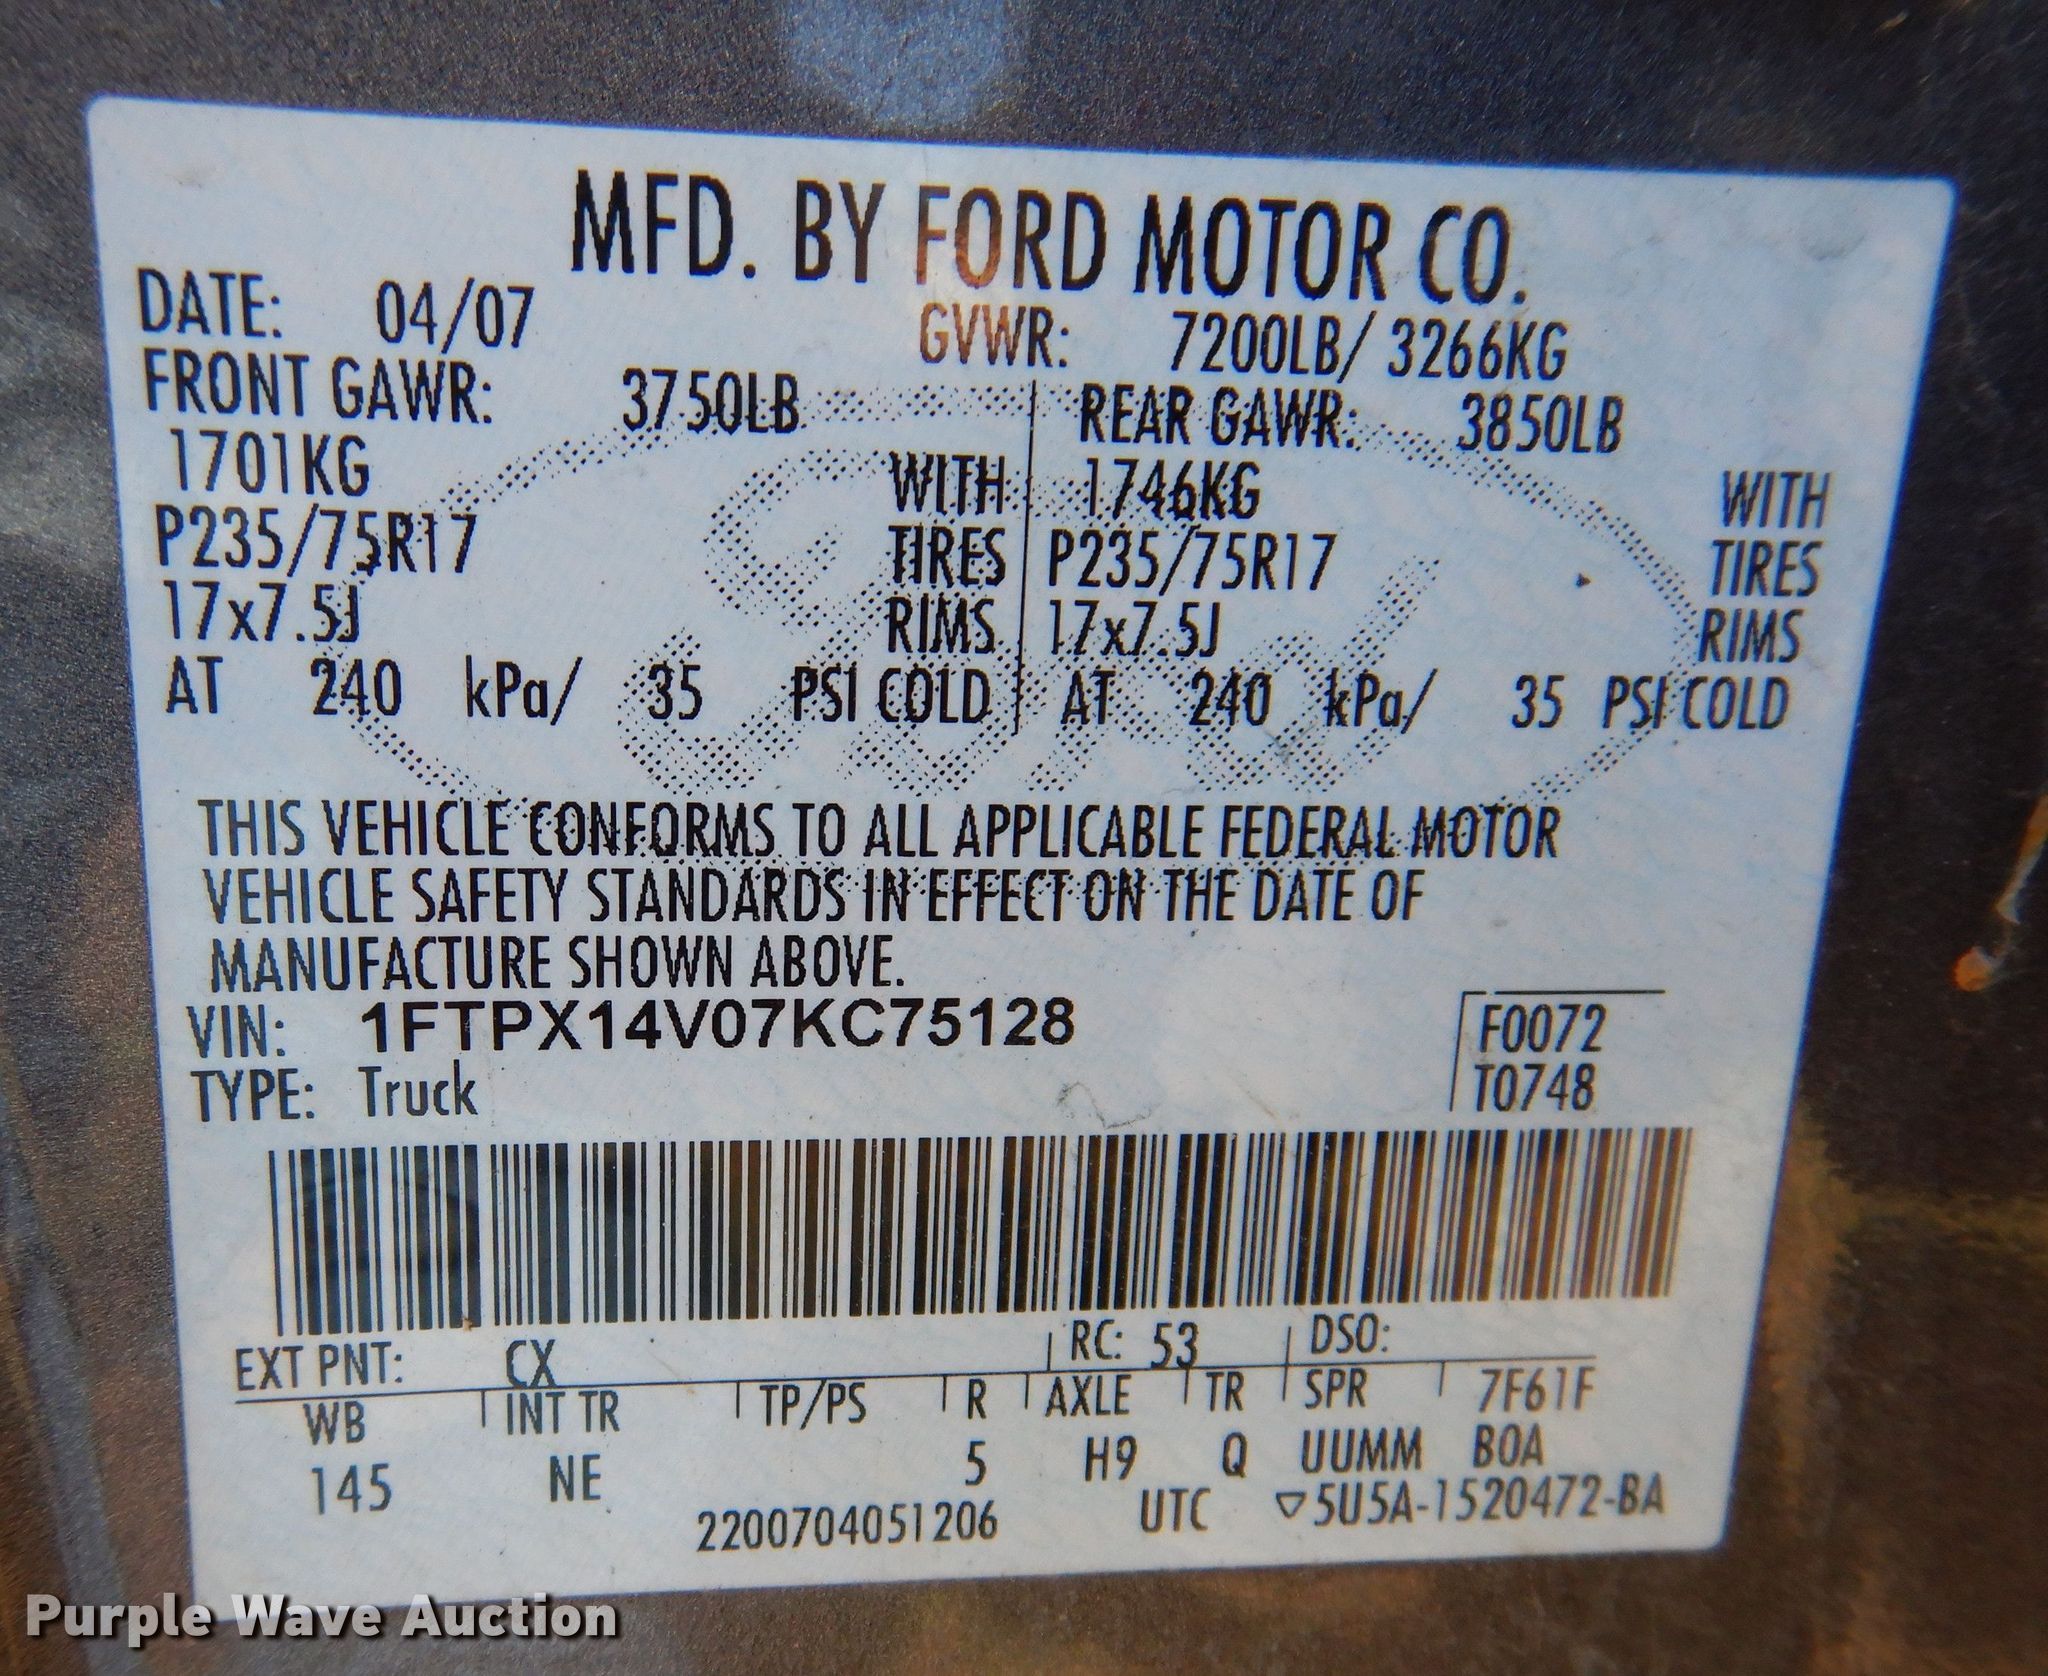 MFD. BY FORD MOTOR CO.
DATE: 04/07 GVWR: 7200LB/ 3266KG
FRONT GAWR: 3750LB REAR GAWR: 3850LB
1701KG WITH 1746KG WITH
P235/75R17 TIRES P235/75R17 TIRES
17x7.5J RIMS 17x7.5J RIMS
AT 240 kPa/ 35 PSI COLD AT 240 kPa/ 35 PSI COLD
THIS VEHICLE CONFORMS TO ALL APPLICABLE FEDERAL MOTOR
VEHICLE SAFETY STANDARDS IN EFFECT ON THE DATE OF
MANUFACTURE SHOWN ABOVE.
VIN: 1FTPX14V07KC75128 F0072
TYPE: Truck T0748
EXT PNT: CX RC: 53 DSO:
WB INT TR TP/PS R AXLE TR SPR 7F61F
145 NE 5 H9 Q UUMM BOA
2200704051206 UTC ▽5U5A-1520472-BA
Purple Wave Auction